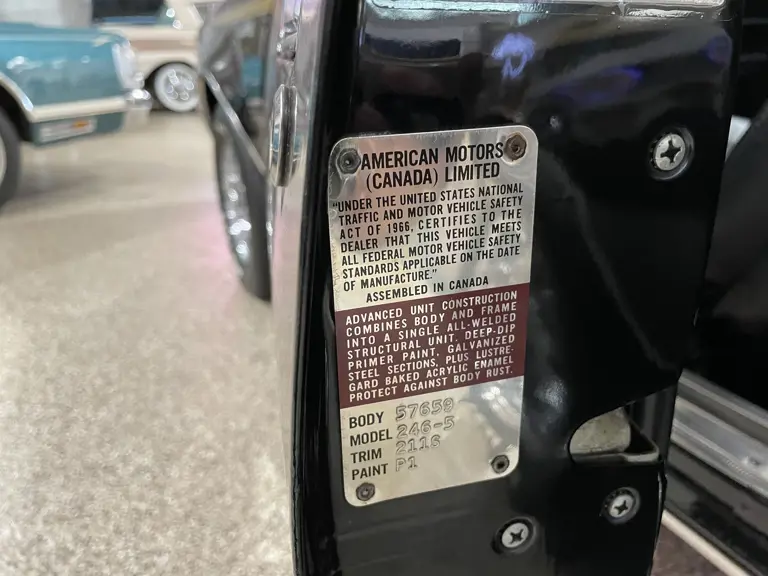 AMERICAN MOTORS
(CANADA) LIMITED
"UNDER THE UNITED STATES NATIONAL
TRAFFIC AND MOTOR VEHICLE SAFETY
ACT OF 1966, CERTIFIES TO THE
DEALER THAT THIS VEHICLE MEETS
ALL FEDERAL MOTOR VEHICLE SAFETY
STANDARDS APPLICABLE ON THE DATE
OF MANUFACTURE."
ASSEMBLED IN CANADA
ADVANCED UNIT CONSTRUCTION
COMBINES BODY AND FRAME
INTO A SINGLE ALL-WELDED
STRUCTURAL UNIT. DEEP-DIP
PRIMER PAINT, GALVANIZED
STEEL SECTIONS, PLUS LUSTRE-
GARD BAKED ACRYLIC ENAMEL
PROTECT AGAINST BODY RUST.
BODY 57659
MODEL 246-5
TRIM 2116
PAINT P1